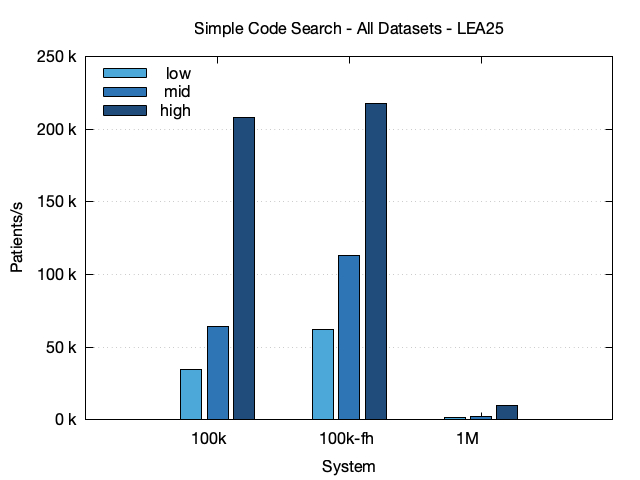 Simple Code Search - All Datasets - LEA25
250 k
200 k
150 k
100 k
50 k
0 k
Patients/s
low
mid
high
100k 100k-fh 1M
System